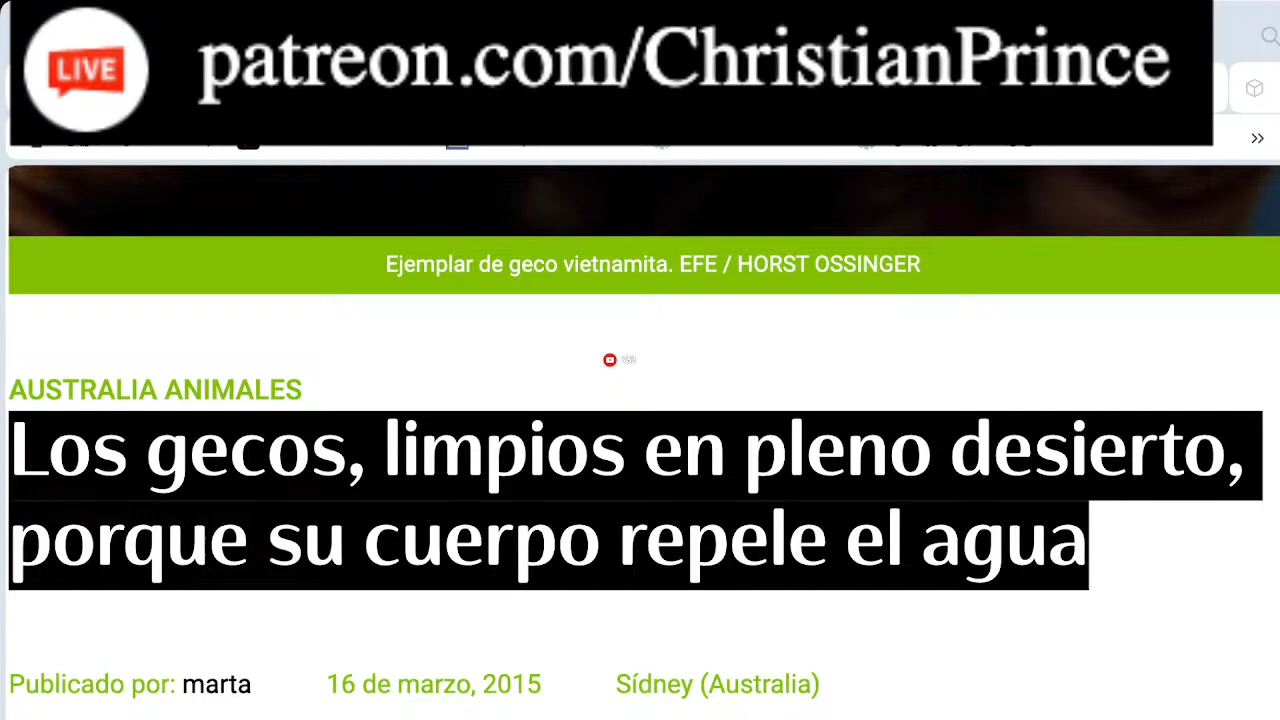 LIVE
patreon.com/ChristianPrince
Ejemplar de geco vietnamita. EFE / HORST OSSINGER
AUSTRALIA ANIMALES
Los gecos, limpios en pleno desierto,
porque su cuerpo repele el agua
Publicado por: marta 16 de marzo, 2015 Sídney (Australia)